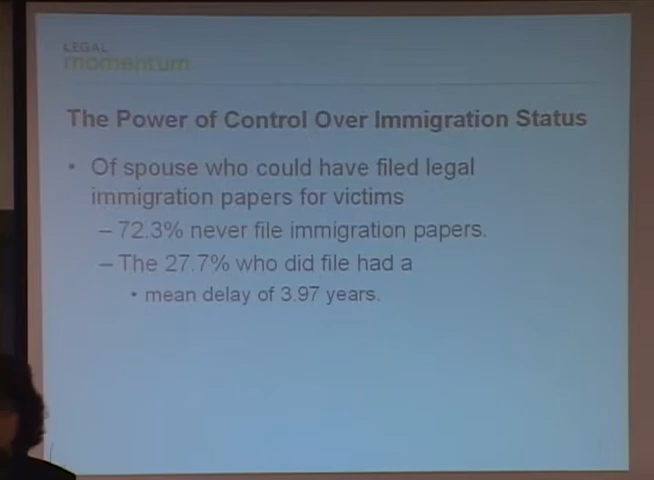 LEGAL
momentum
The Power of Control Over Immigration Status
• Of spouse who could have filed legal
immigration papers for victims
– 72.3% never file immigration papers.
– The 27.7% who did file had a
• mean delay of 3.97 years.